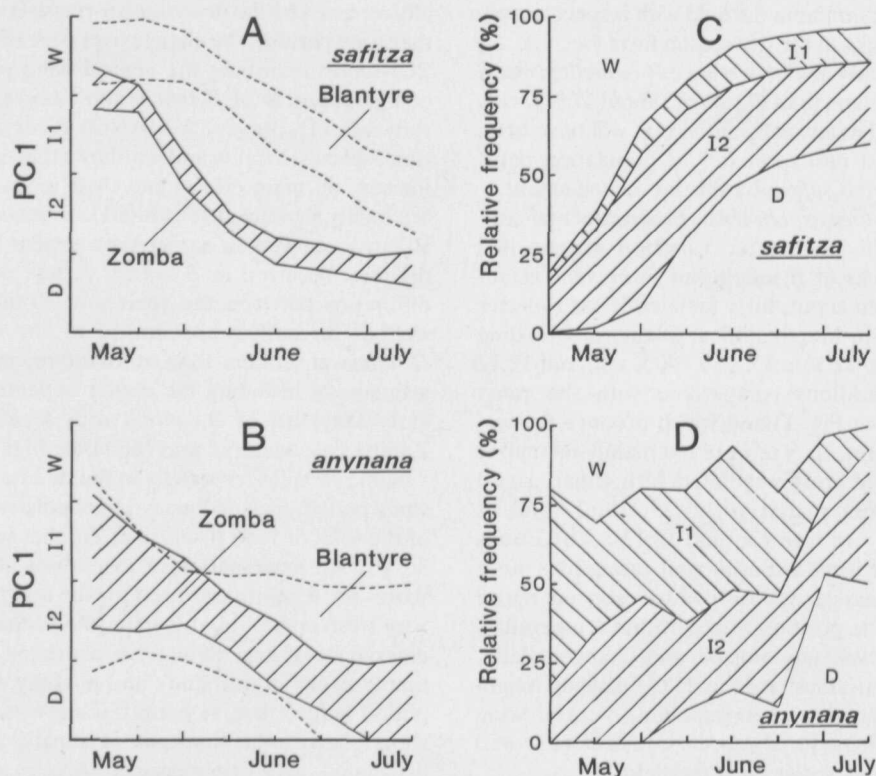 A
safitza
Blantyre
Zomba
PC 1
W
I1
I2
D
May
June
July
C
Relative frequency (%)
100
75
50
25
0
W
I1
I2
D
safitza
May
June
July
B
anynana
Zomba
Blantyre
PC 1
W
I1
I2
D
May
June
July
D
Relative frequency (%)
100
75
50
25
0
W
I1
I2
D
anynana
May
June
July